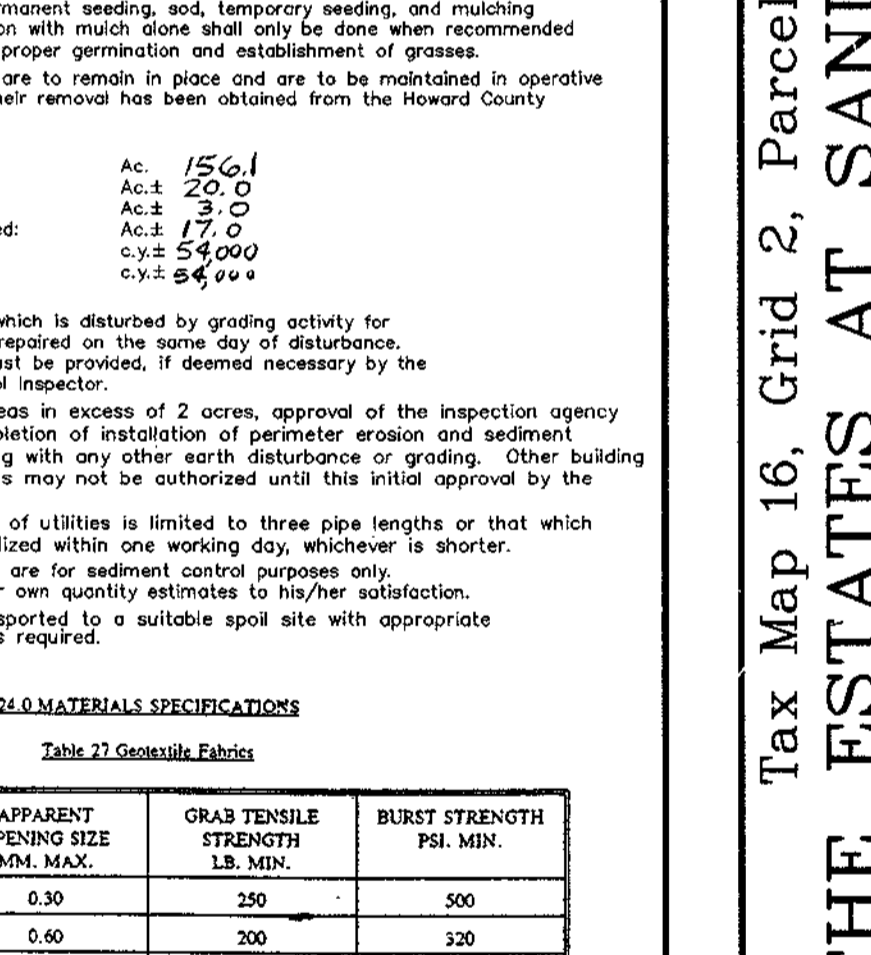 manent seeding, sod, temporary seeding, and mulching
on with mulch alone shall only be done when recommended
proper germination and establishment of grasses.
are to remain in place and are to be maintained in operative
heir removal has been obtained from the Howard County
Ac. 156.1
Ac.± 20.0
Ac.± 3.0
ed: Ac.± 17.0
c.y.± 54,000
c.y.± 54,000
which is disturbed by grading activity for
repaired on the same day of disturbance.
ust be provided, if deemed necessary by the
ol Inspector.
eas in excess of 2 acres, approval of the inspection agency
pletion of installation of perimeter erosion and sediment
g with any other earth disturbance or grading. Other building
s may not be authorized until this initial approval by the
of utilities is limited to three pipe lengths or that which
lized within one working day, whichever is shorter.
are for sediment control purposes only.
r own quantity estimates to his/her satisfaction.
sported to a suitable spoil site with appropriate
s required.
24.0 MATERIALS SPECIFICATIONS
Table 27 Geotextile Fabrics
APPARENT
PENING SIZE
MM. MAX.
GRAB TENSILE
STRENGTH
LB. MIN.
BURST STRENGTH
PSI. MIN.
0.30 250 500
0.60 200 320
Tax Map 16, Grid 2, Parcel
THE ESTATES AT SAND